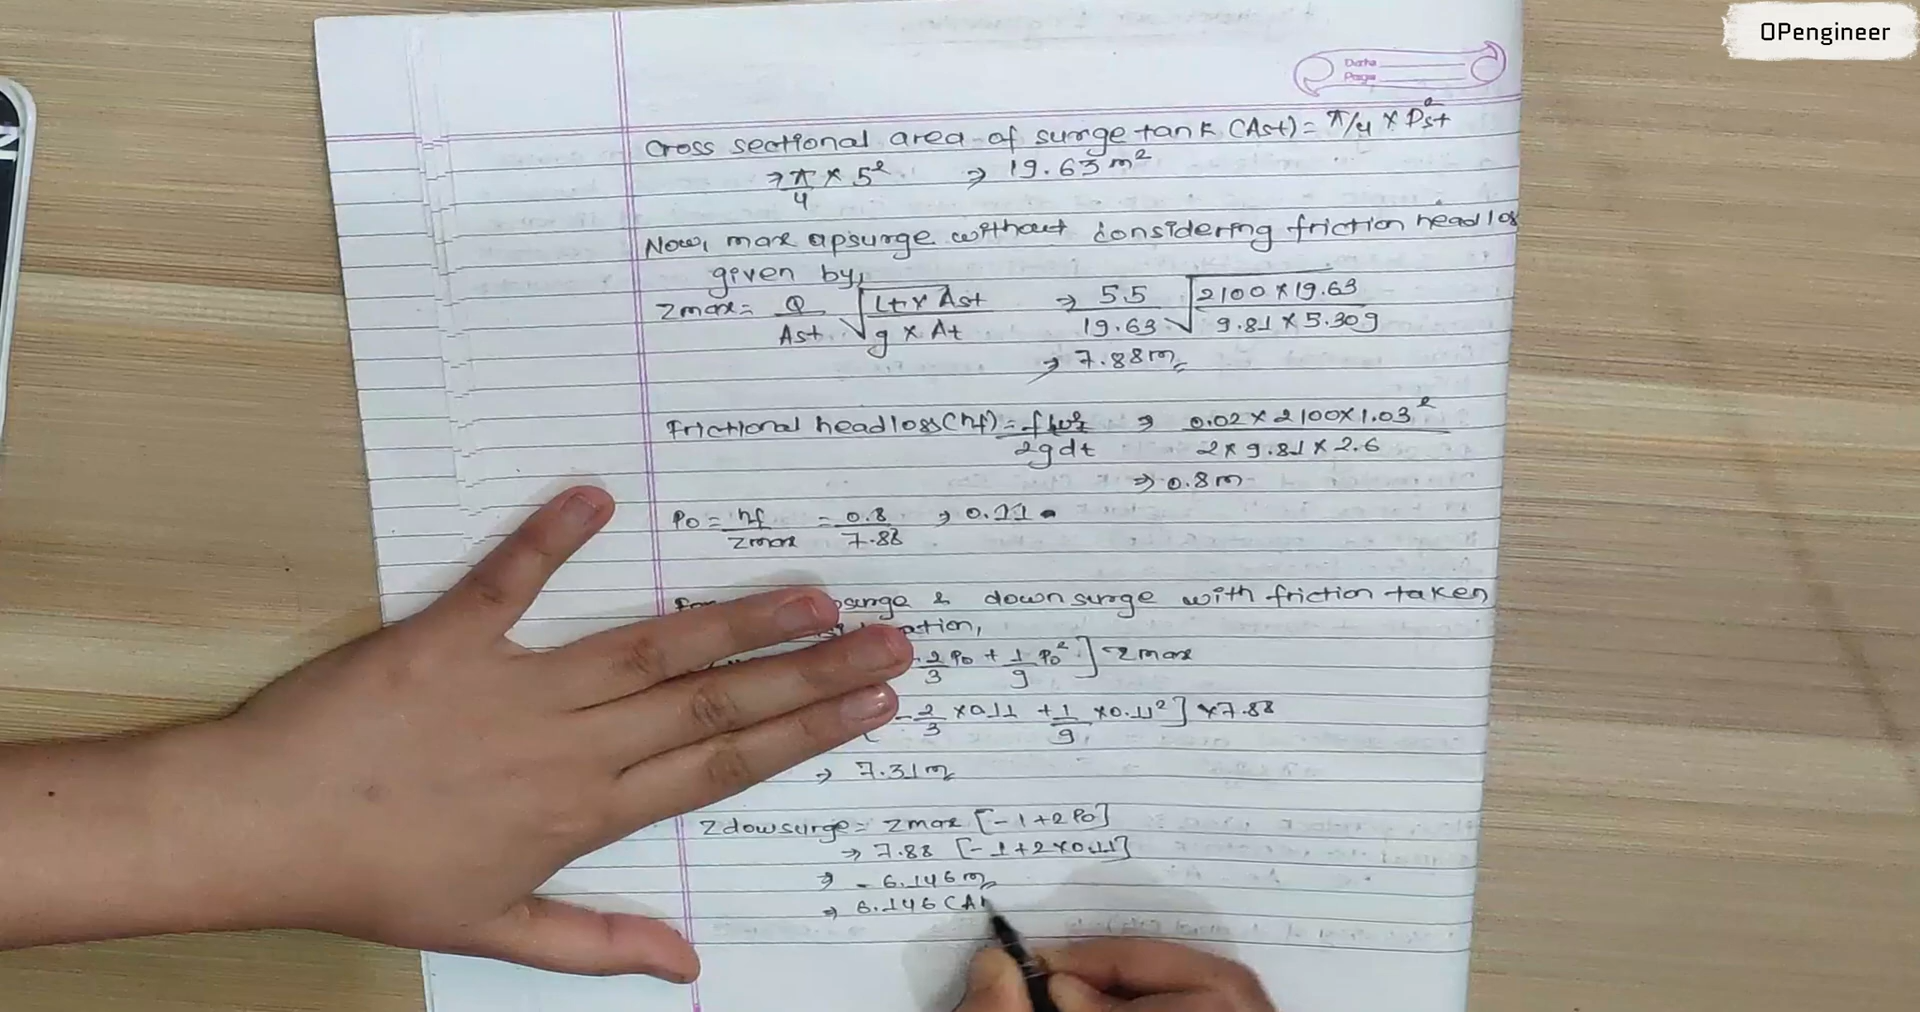 OPengineer
Date
Page
Cross sectional area of surge tank (Ast) = π/4 × Dst²
⇒ π/4 × 5² ⇒ 19.63 m²
Now, max upsurge without considering friction head los
given by,
Zmax = Q/Ast √(Lt × Ast / g × At) ⇒ 5.5/19.63 √(2100 × 19.63 / 9.81 × 5.309)
⇒ 7.88m
Frictional headloss (hf) = flv²/2gdt ⇒ 0.02 × 2100 × 1.03² / 2 × 9.81 × 2.6
⇒ 0.8m
Po = hf/Zmax = 0.8/7.88 ⇒ 0.11
& down surge with friction taken
- 2/3 Po + 1/9 Po² ] Zmax
- 2/3 × 0.11 + 1/9 × 0.11² ] × 7.88
⇒ 7.31m
Zdowsurge = Zmax [-1+2Po]
⇒ 7.88 [-1+2×0.11]
⇒ - 6.146m
⇒ 6.146 (